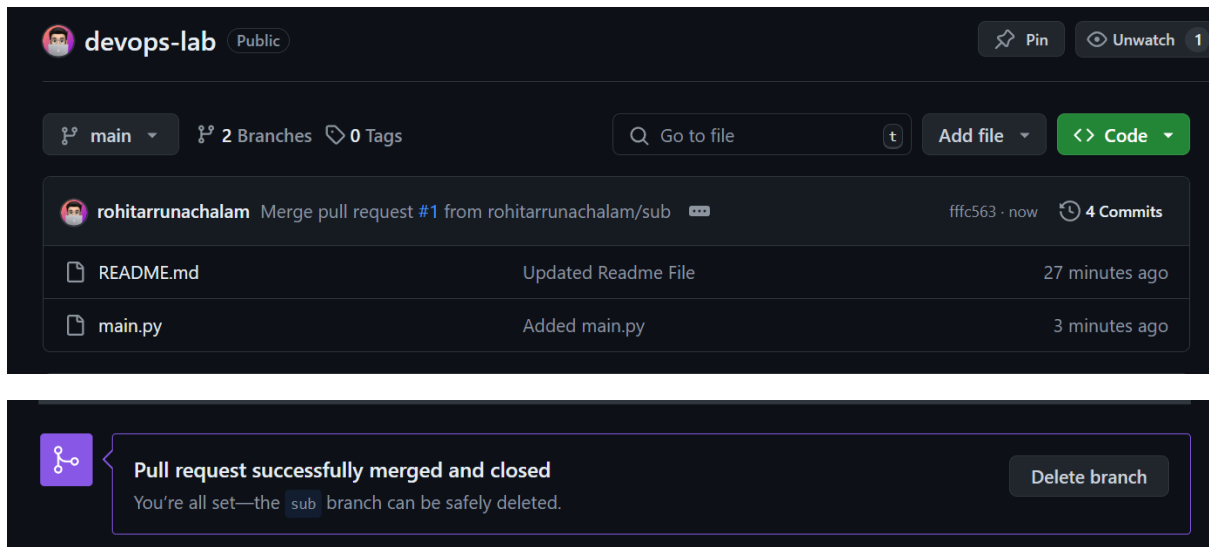 devops-lab Public Pin Unwatch 1
main 2 Branches 0 Tags Go to file t Add file Code
rohitarrunachalam Merge pull request #1 from rohitarrunachalam/sub fffc563 · now 4 Commits
README.md Updated Readme File 27 minutes ago
main.py Added main.py 3 minutes ago
Pull request successfully merged and closed
You're all set—the sub branch can be safely deleted.
Delete branch